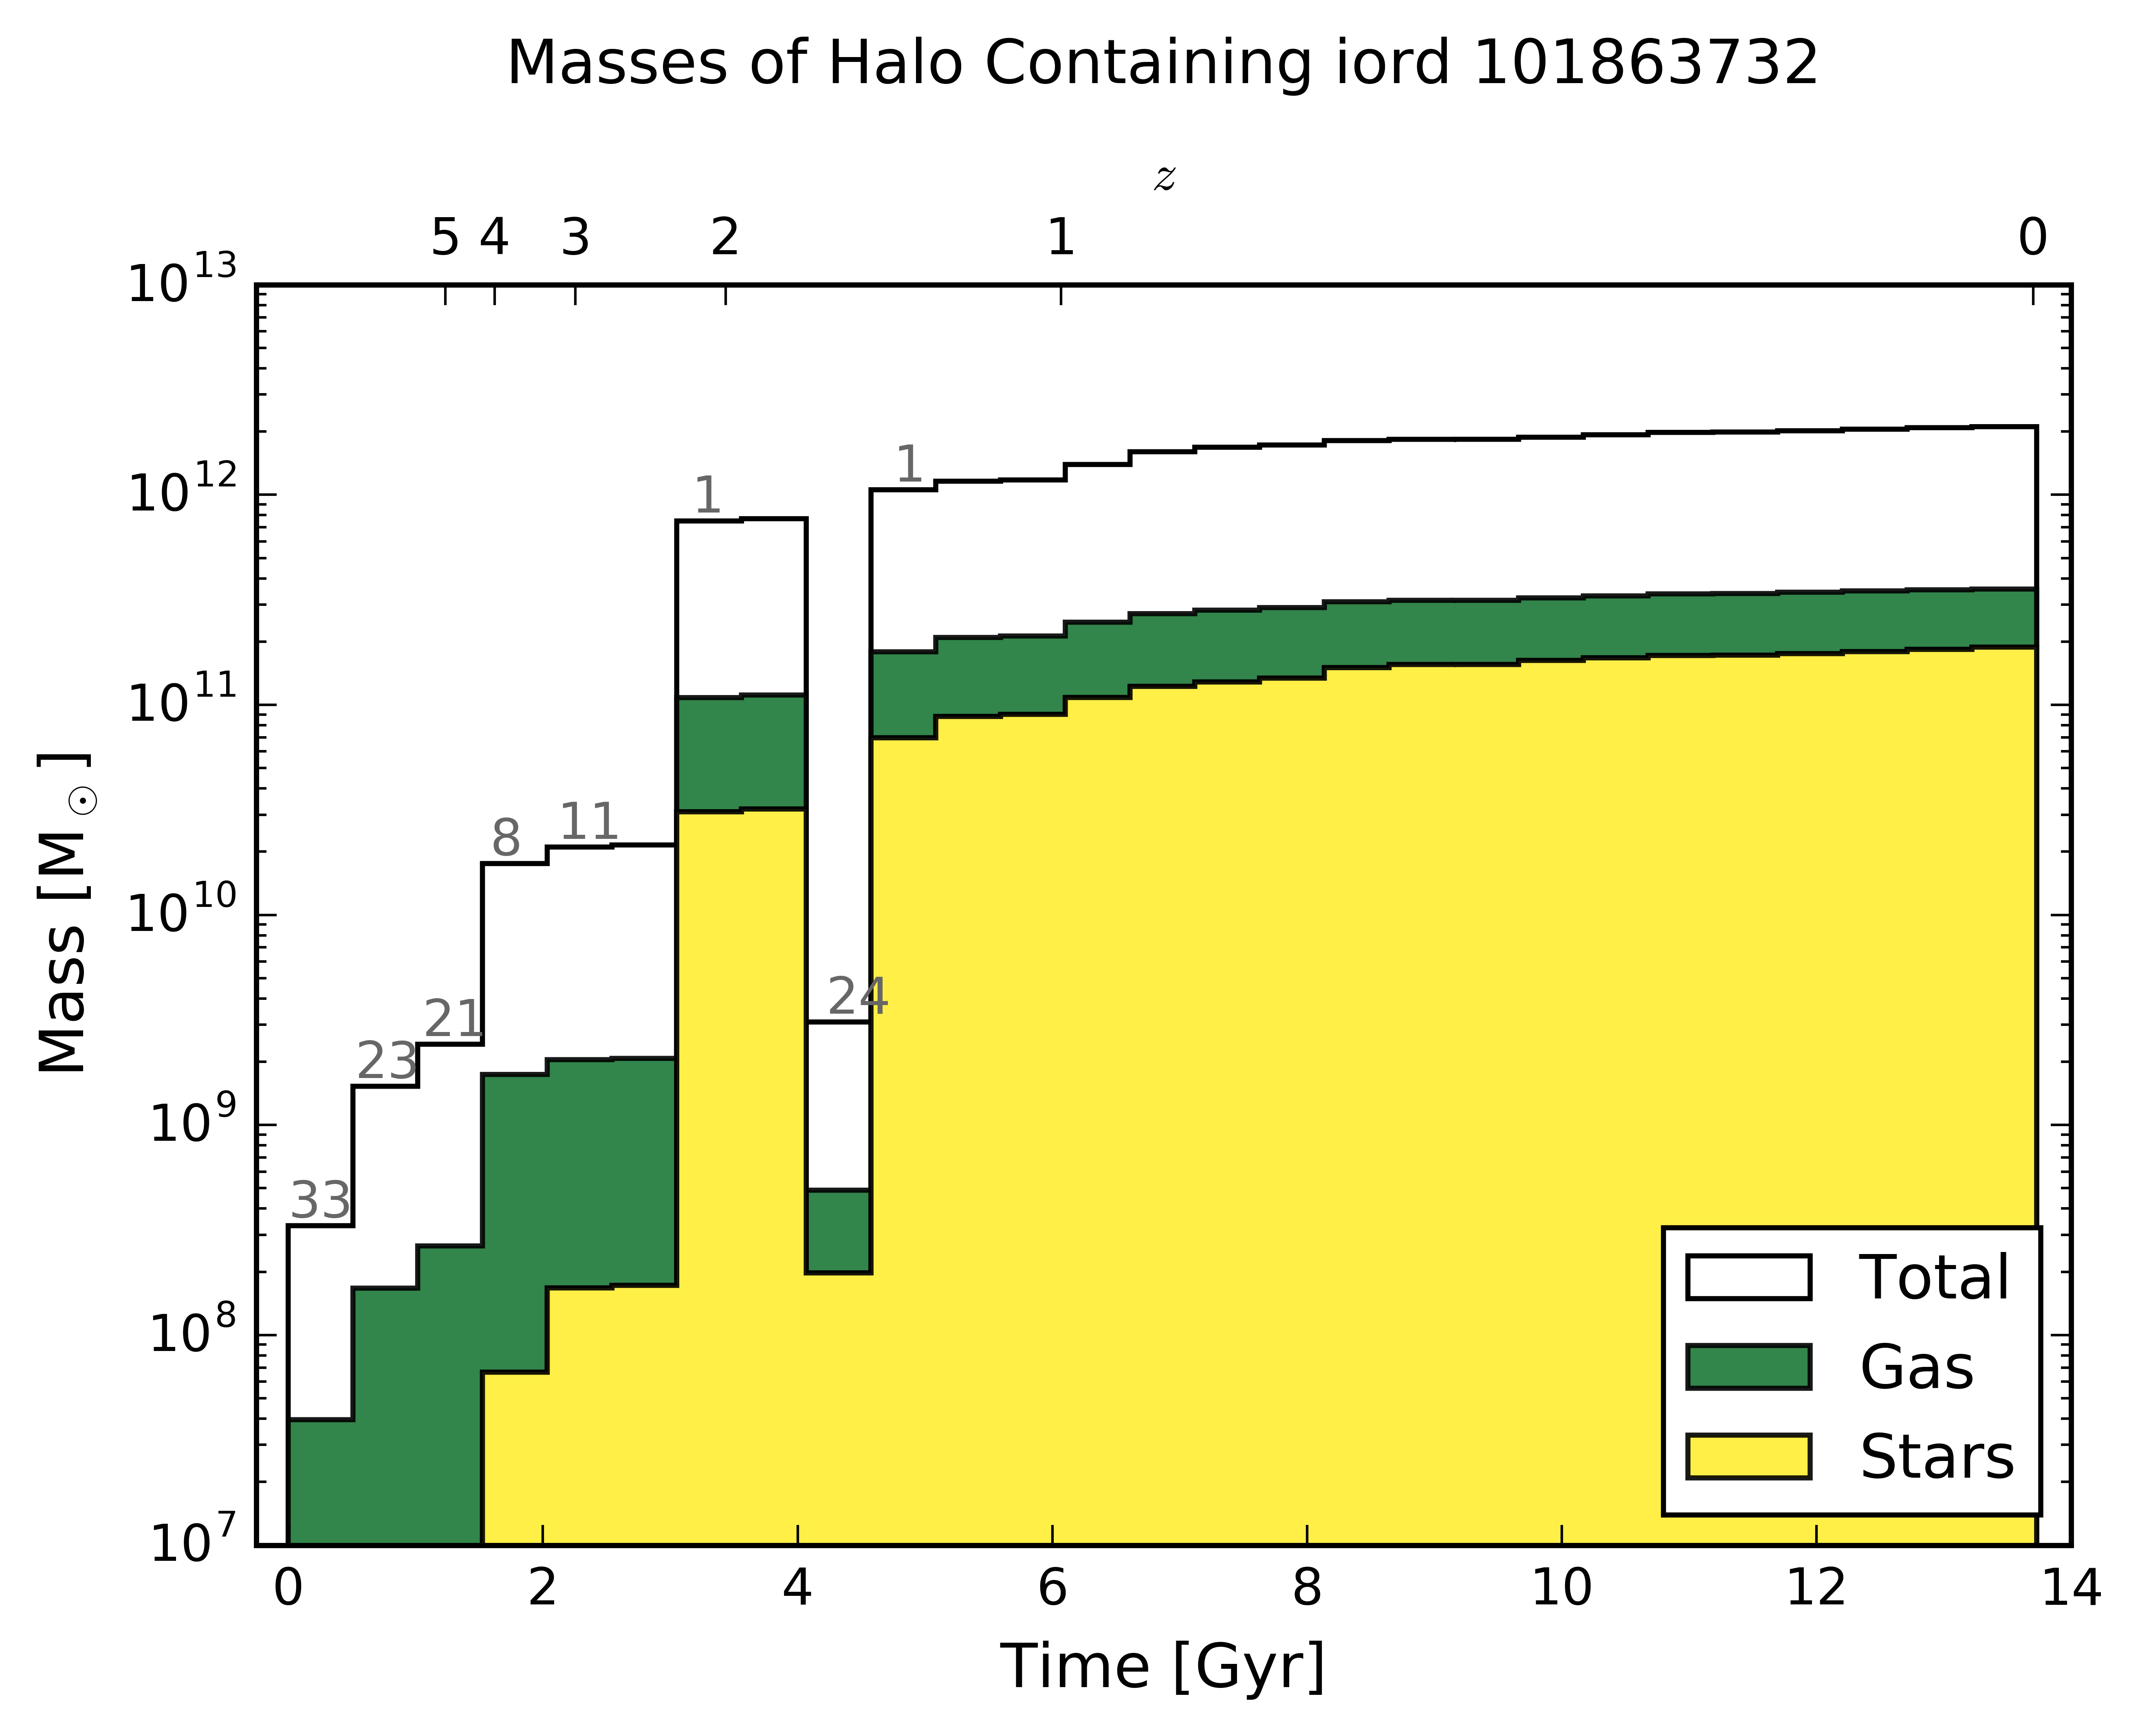 Masses of Halo Containing iord 101863732
z
5 4 3 2 1 0
10^13
10^12
10^11
10^10
10^9
10^8
10^7
Mass [M⊙]
33
23
21
8
11
1
24
1
Total
Gas
Stars
0 2 4 6 8 10 12 14
Time [Gyr]